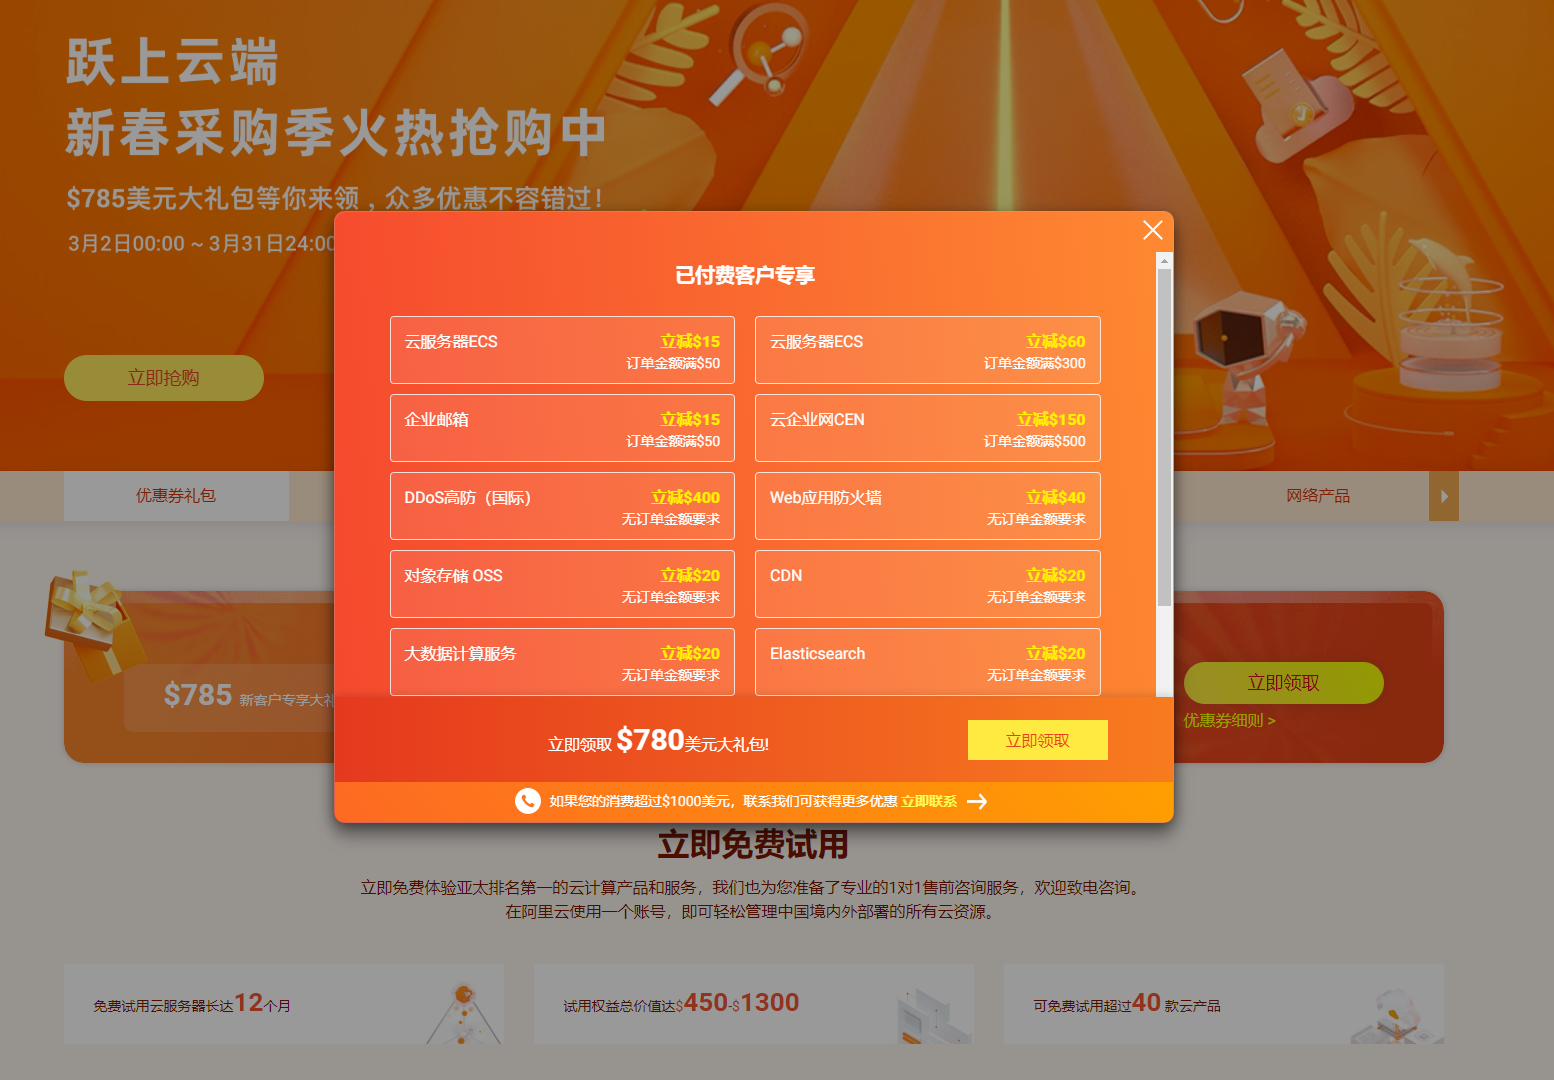 跃上云端
新春采购季火热抢购中
$785美元大礼包等你来领，众多优惠不容错过！
3月2日00:00 ~ 3月31日24:00
立即抢购
优惠券礼包
网络产品
$785 新客户专享大礼
立即领取
优惠券细则 >
已付费客户专享
云服务器ECS 立减$15
订单金额满$50
云服务器ECS 立减$60
订单金额满$300
企业邮箱 立减$15
订单金额满$50
云企业网CEN 立减$150
订单金额满$500
DDoS高防（国际） 立减$400
无订单金额要求
Web应用防火墙 立减$40
无订单金额要求
对象存储 OSS 立减$20
无订单金额要求
CDN 立减$20
无订单金额要求
大数据计算服务 立减$20
无订单金额要求
Elasticsearch 立减$20
无订单金额要求
立即领取 $780美元大礼包!
立即领取
如果您的消费超过$1000美元，联系我们可获得更多优惠 立即联系
立即免费试用
立即免费体验亚太排名第一的云计算产品和服务，我们也为您准备了专业的1对1售前咨询服务，欢迎致电咨询。
在阿里云使用一个账号，即可轻松管理中国境内外部署的所有云资源。
免费试用云服务器长达12个月
试用权益总价值达$450-$1300
可免费试用超过40 款云产品